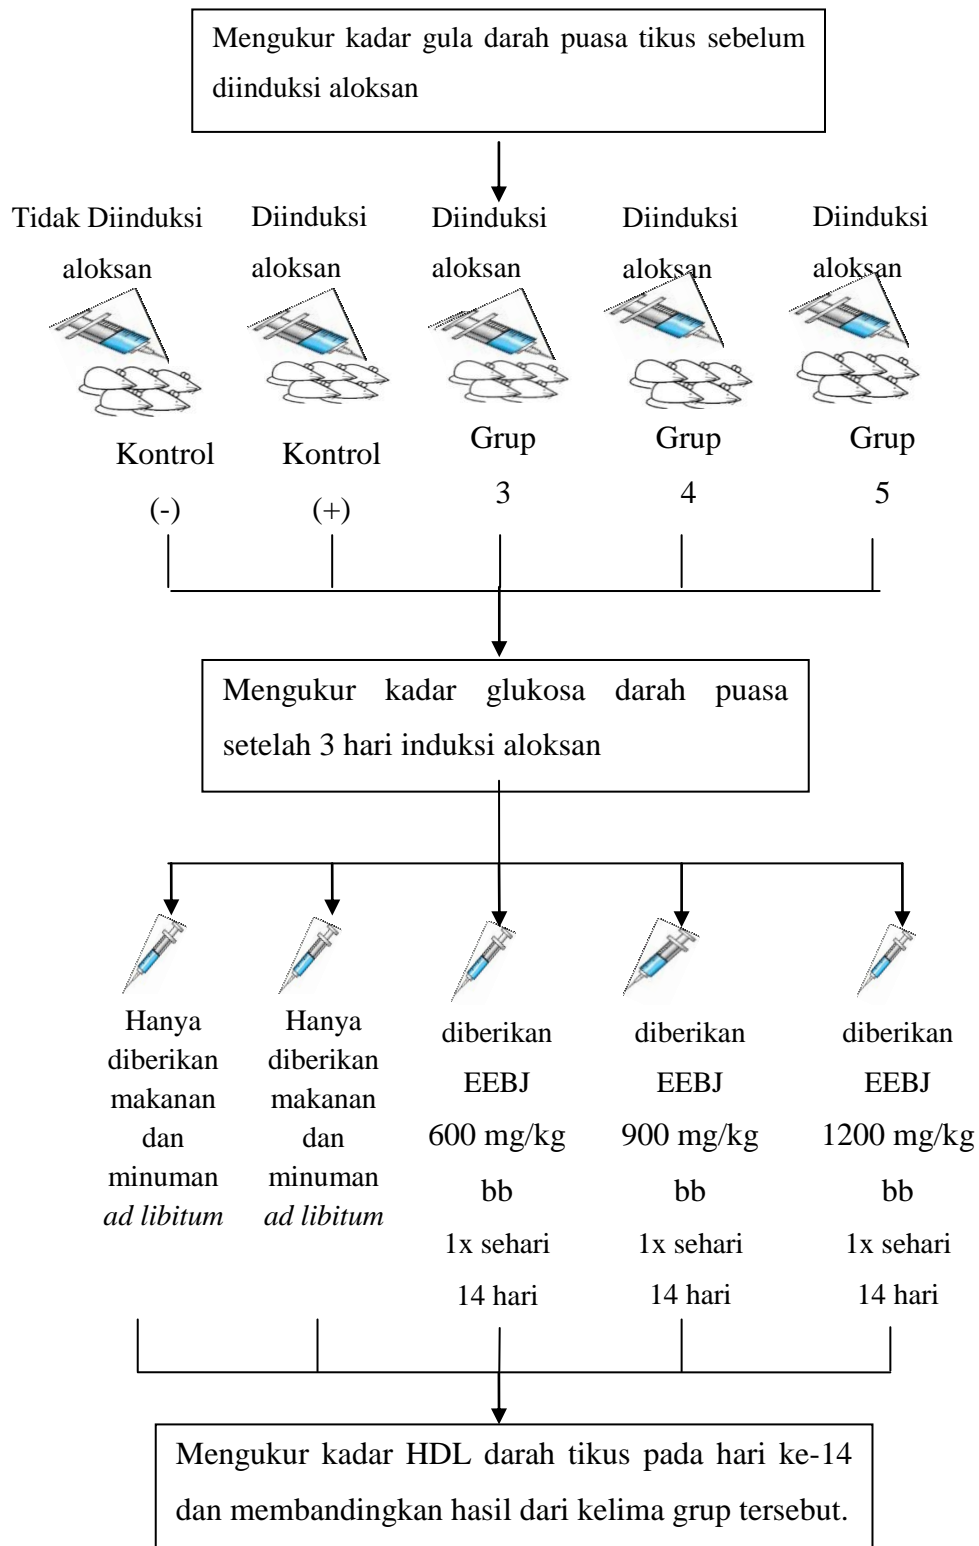 Mengukur kadar gula darah puasa tikus sebelum
diinduksi aloksan
Tidak Diinduksi
aloksan
Diinduksi
aloksan
Diinduksi
aloksan
Diinduksi
aloksan
Diinduksi
aloksan
Kontrol
(-)
Kontrol
(+)
Grup
3
Grup
4
Grup
5
Mengukur kadar glukosa darah puasa
setelah 3 hari induksi aloksan
Hanya
diberikan
makanan
dan
minuman
ad libitum
Hanya
diberikan
makanan
dan
minuman
ad libitum
diberikan
EEBJ
600 mg/kg
bb
1x sehari
14 hari
diberikan
EEBJ
900 mg/kg
bb
1x sehari
14 hari
diberikan
EEBJ
1200 mg/kg
bb
1x sehari
14 hari
Mengukur kadar HDL darah tikus pada hari ke-14
dan membandingkan hasil dari kelima grup tersebut.